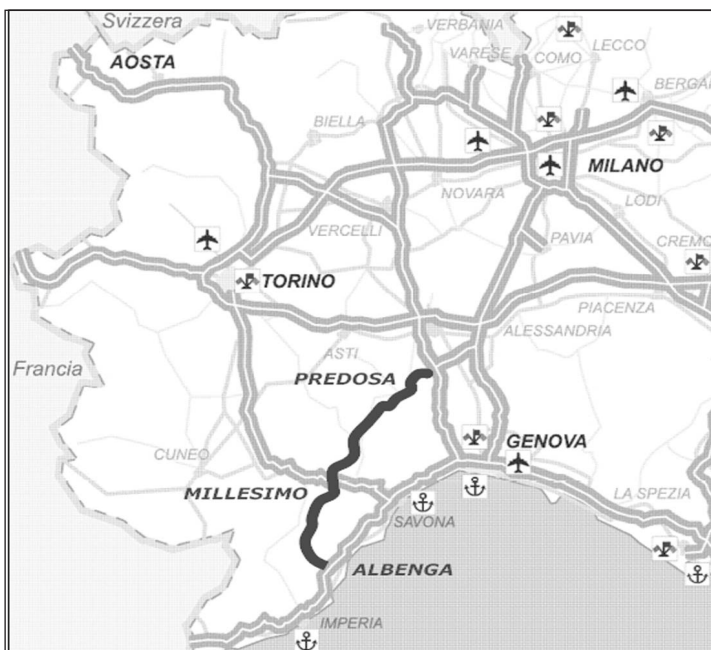 Svizzera
VERBANIA
VARESE
COMO
LECCO
AOSTA
BERGA
BIELLA
MILANO
NOVARA
LODI
VERCELLI
PAVIA
CREMO
TORINO
PIACENZA
ALESSANDRIA
ASTI
Francia
PREDOSA
GENOVA
CUNEO
MILLESIMO
LA SPEZIA
SAVONA
ALBENGA
IMPERIA